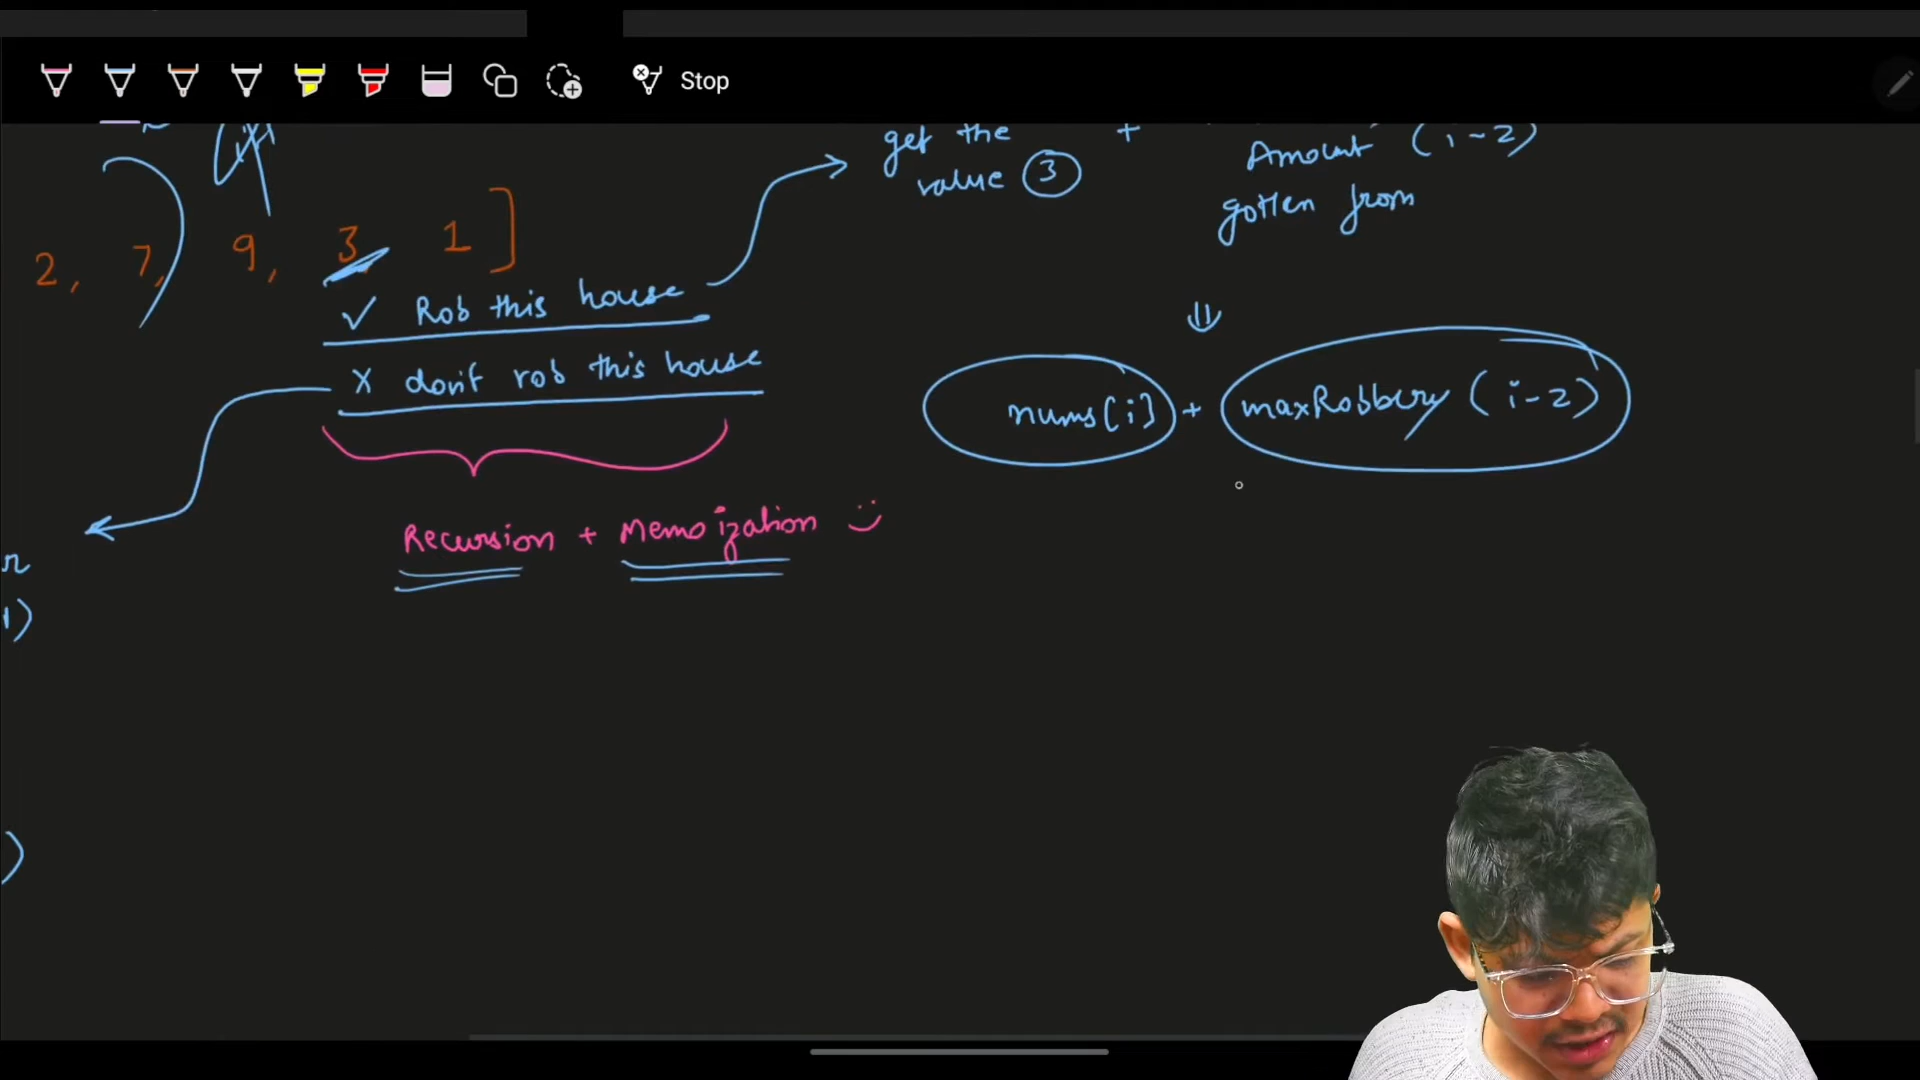 Stop
get the + Amount (i-2)
value 3 gotten from
2, 7, 9, 3 1 ]
✓ Rob this house
X don't rob this house
nums[i] + maxRobbery (i-2)
Recursion + Memoization
r
1)
)